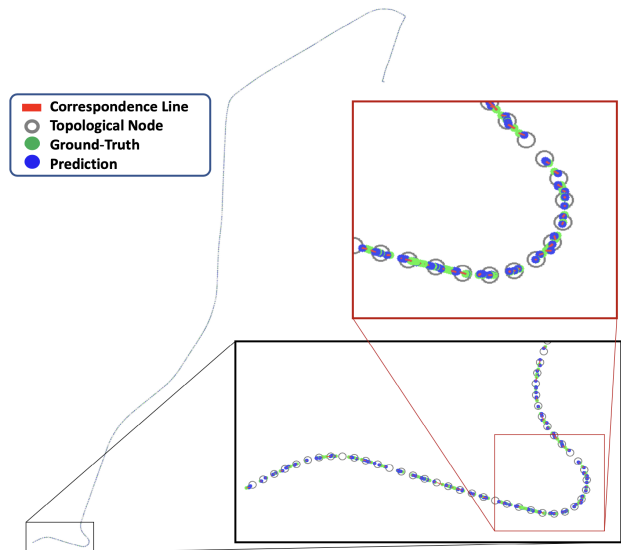 Correspondence Line
Topological Node
Ground-Truth
Prediction